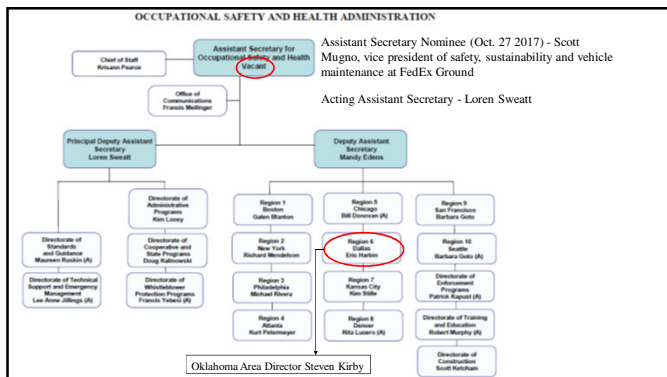 OCCUPATIONAL SAFETY AND HEALTH ADMINISTRATION
Assistant Secretary for
Occupational Safety and Health
Vacant
Chief of Staff
Krisann Pearce
Office of
Communications
Francis Meilinger
Assistant Secretary Nominee (Oct. 27 2017) - Scott
Mugno, vice president of safety, sustainability and vehicle
maintenance at FedEx Ground
Acting Assistant Secretary - Loren Sweatt
Principal Deputy Assistant
Secretary
Loren Sweatt
Deputy Assistant
Secretary
Mandy Edens
Directorate of
Standards
and Guidance
Maureen Ruskin (A)
Directorate of Technical
Support and Emergency
Management
Lee Anne Jillings (A)
Directorate of
Administrative
Programs
Kim Locey
Directorate of
Cooperative and
State Programs
Doug Kalinowski
Directorate of
Whistleblower
Protection Programs
Francis Yebesi (A)
Region 1
Boston
Galen Blanton
Region 2
New York
Richard Mendelson
Region 3
Philadelphia
Michael Rivera
Region 4
Atlanta
Kurt Petermeyer
Region 5
Chicago
Bill Donovan (A)
Region 6
Dallas
Eric Harbin
Region 7
Kansas City
Kim Stille
Region 8
Denver
Rita Lucero (A)
Region 9
San Francisco
Barbara Goto
Region 10
Seattle
Barbara Goto (A)
Directorate of
Enforcement
Programs
Patrick Kapust (A)
Directorate of Training
and Education
Robert Murphy (A)
Directorate of
Construction
Scott Ketcham
Oklahoma Area Director Steven Kirby